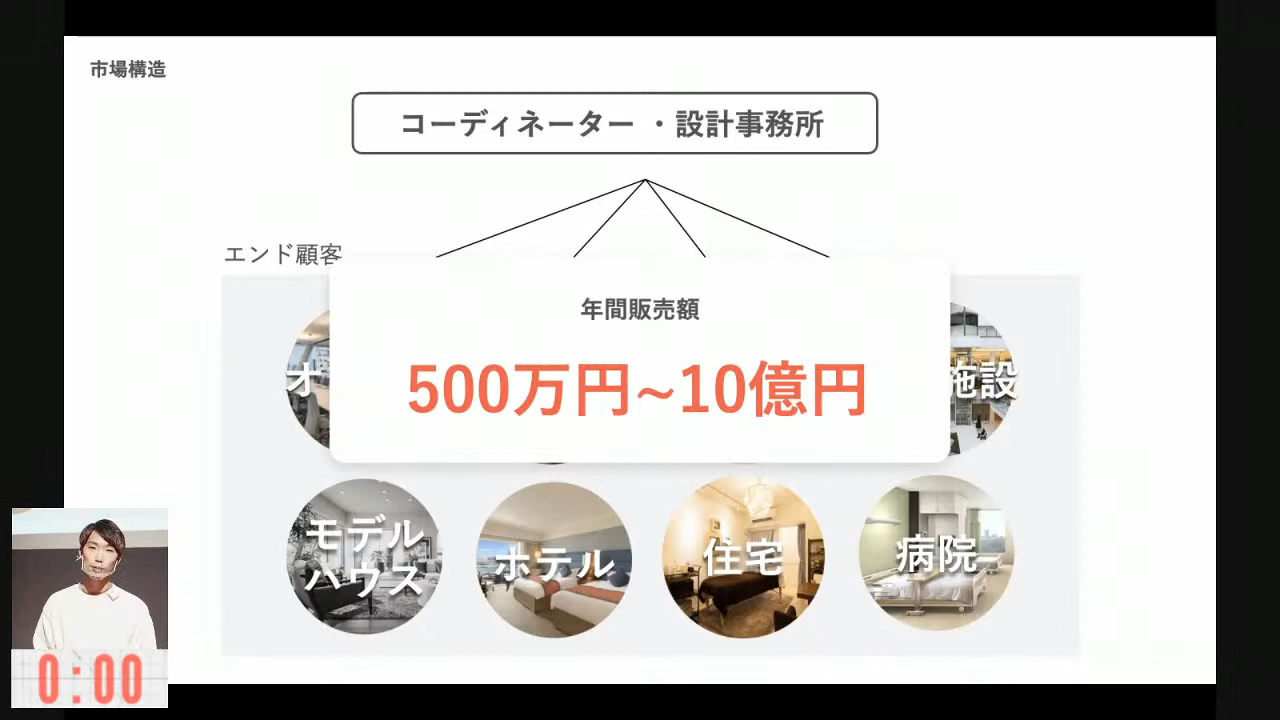 市場構造
コーディネーター ・設計事務所
エンド顧客
年間販売額
500万円~10億円
オ
施設
モデル
ハウス
ホテル
住宅
病院
0:00